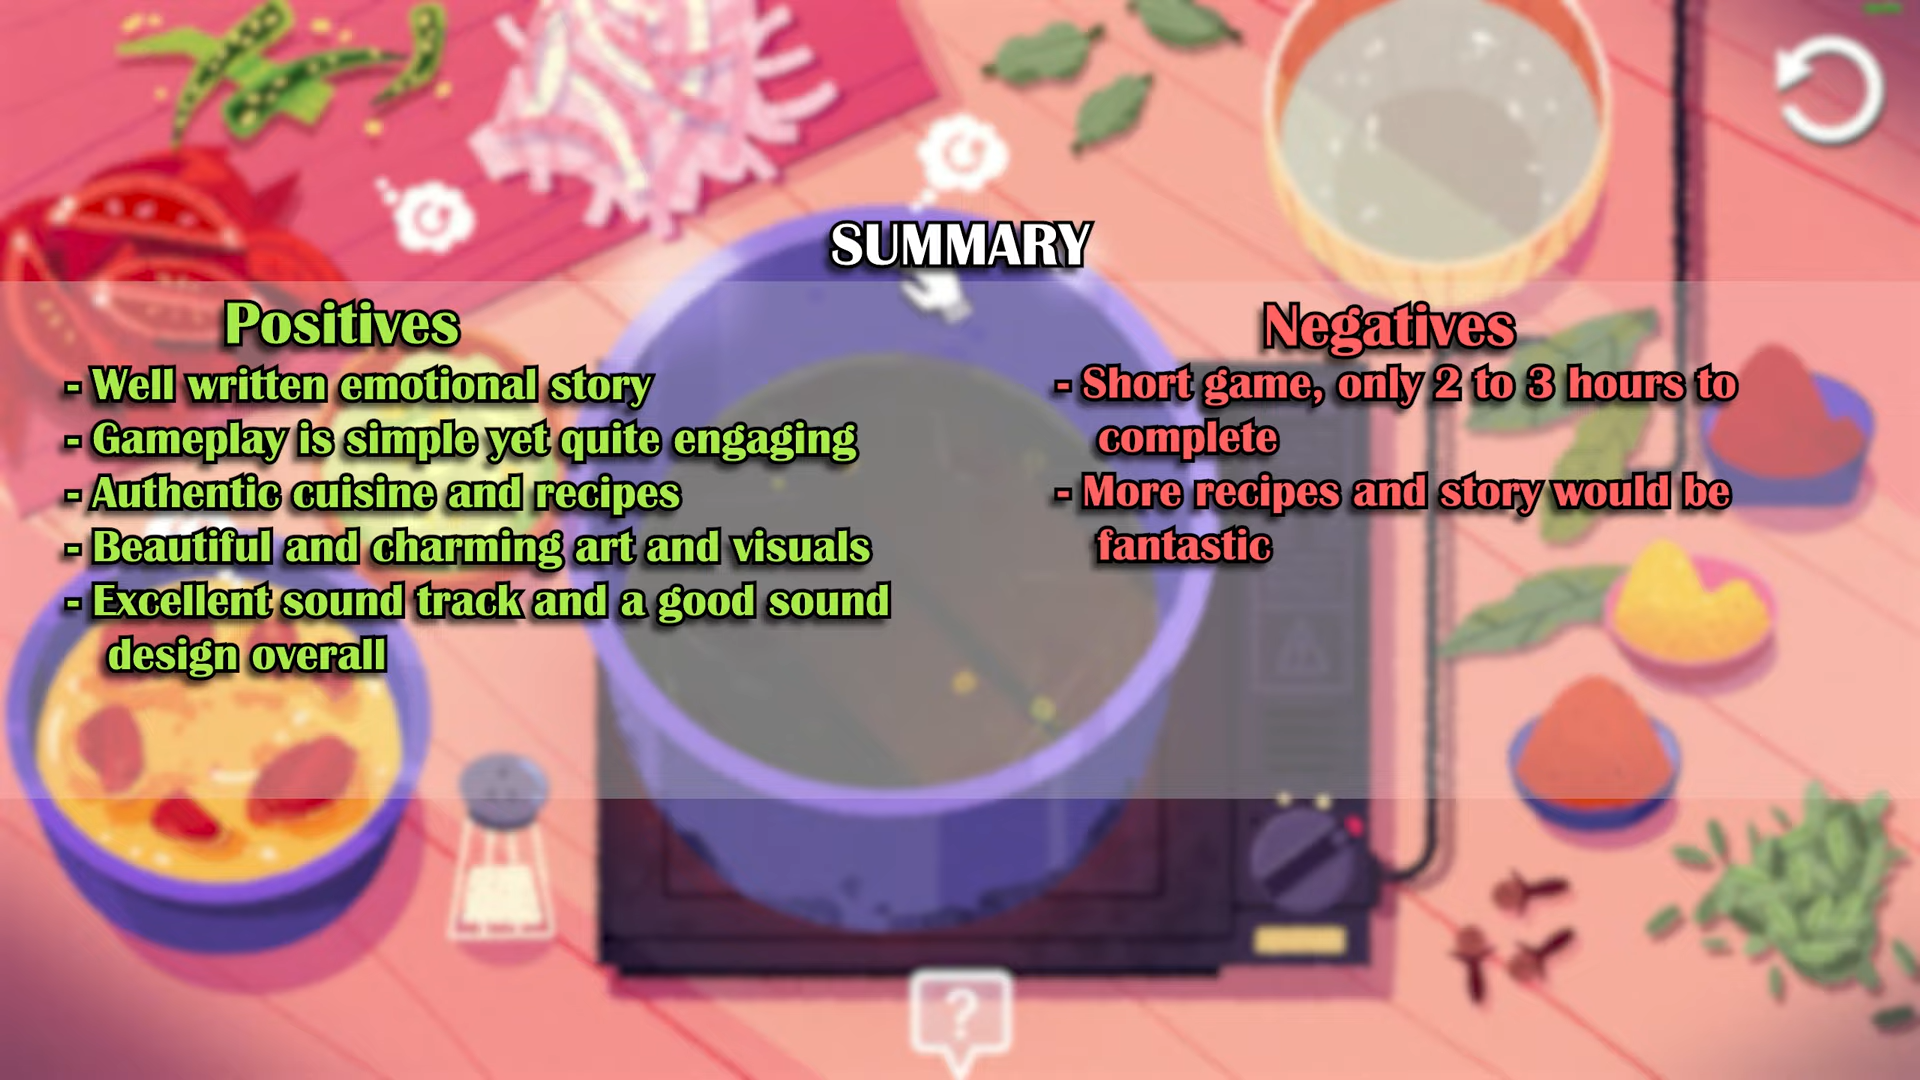 SUMMARY
Positives
- Well written emotional story
- Gameplay is simple yet quite engaging
- Authentic cuisine and recipes
- Beautiful and charming art and visuals
- Excellent sound track and a good sound
design overall
Negatives
- Short game, only 2 to 3 hours to
complete
- More recipes and story would be
fantastic
?